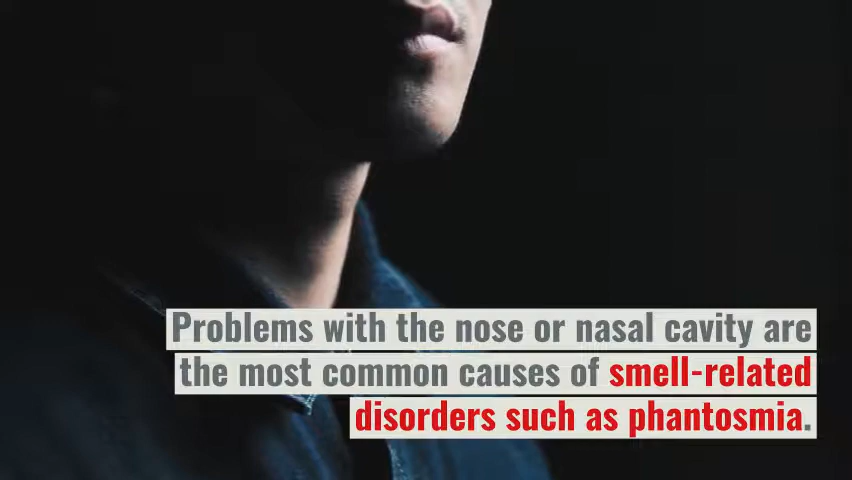 Problems with the nose or nasal cavity are
the most common causes of smell-related
disorders such as phantosmia.